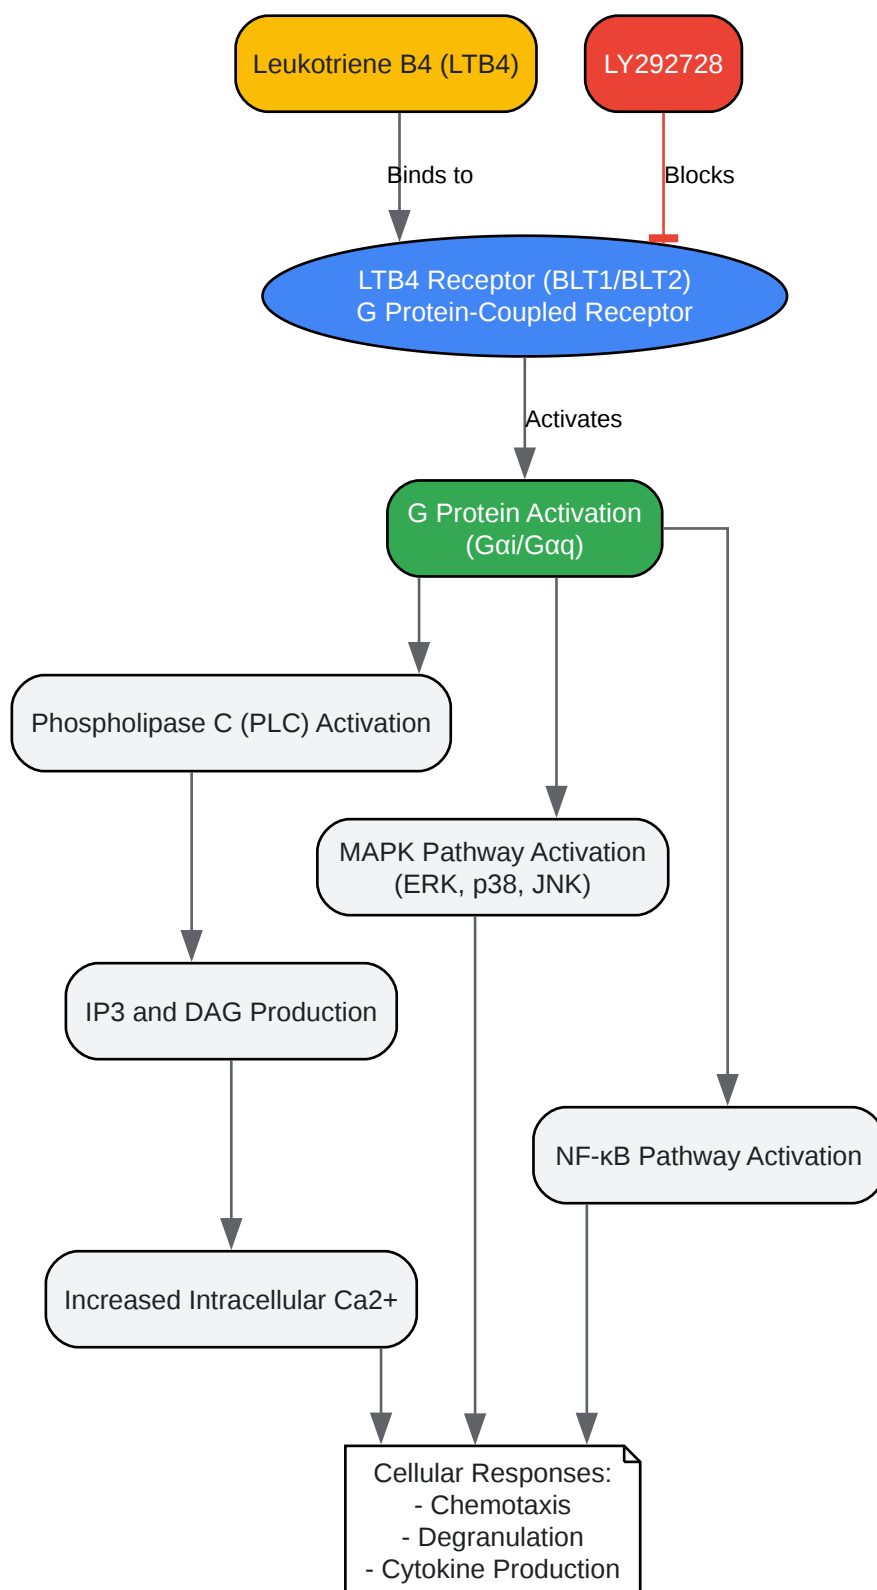 Leukotriene B4 (LTB4)
LY292728
Binds to
Blocks
LTB4 Receptor (BLT1/BLT2)
G Protein-Coupled Receptor
Activates
G Protein Activation
(Gαi/Gαq)
Phospholipase C (PLC) Activation
MAPK Pathway Activation
(ERK, p38, JNK)
IP3 and DAG Production
NF-κB Pathway Activation
Increased Intracellular Ca2+
Cellular Responses:
- Chemotaxis
- Degranulation
- Cytokine Production